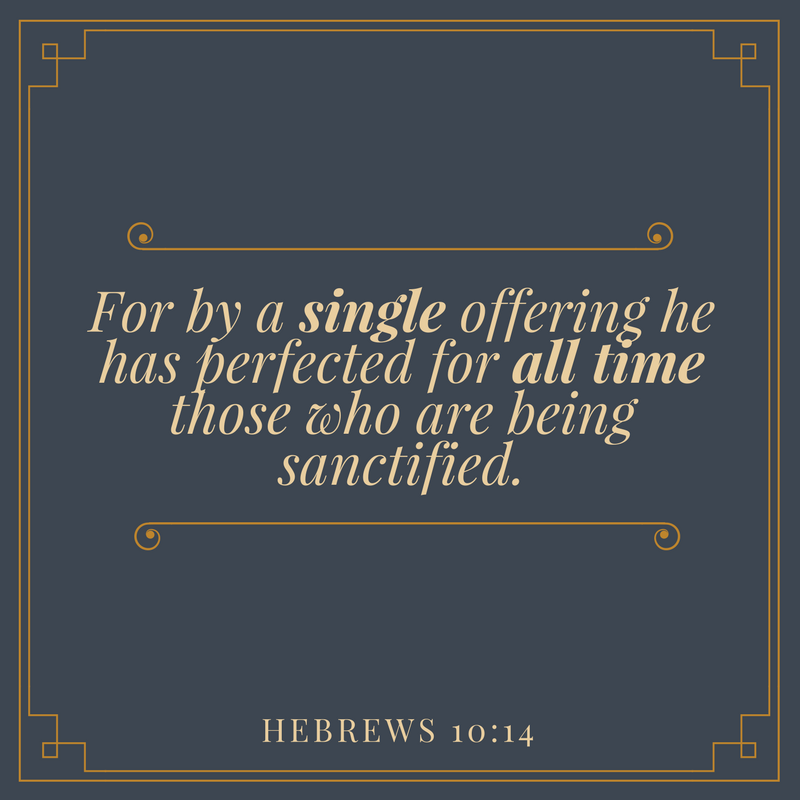 For by a single offering he
has perfected for all time
those who are being
sanctified.
HEBREWS 10:14